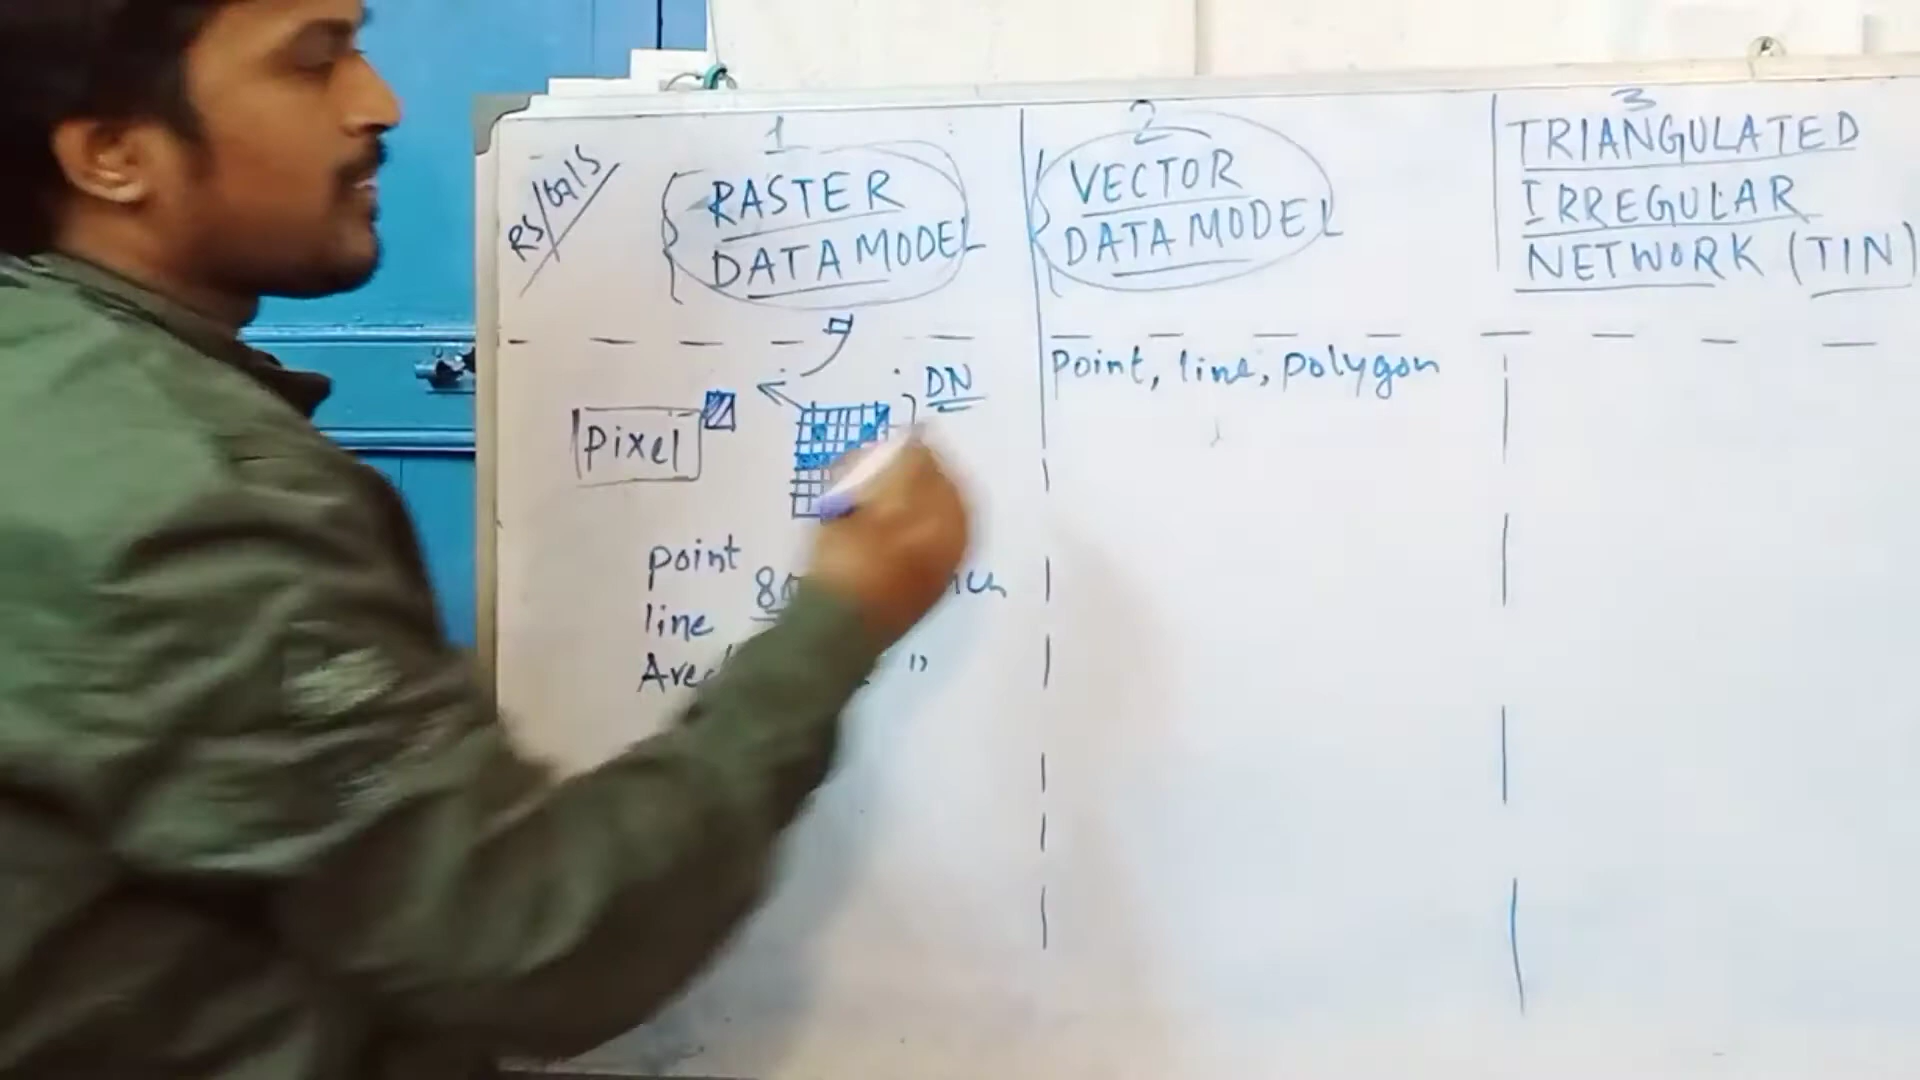 RS/GIS
1
RASTER
DATA MODEL
2
VECTOR
DATA MODEL
3
TRIANGULATED
IRREGULAR
NETWORK (TIN)
DN
Pixel
point
line
Point, line, polygon